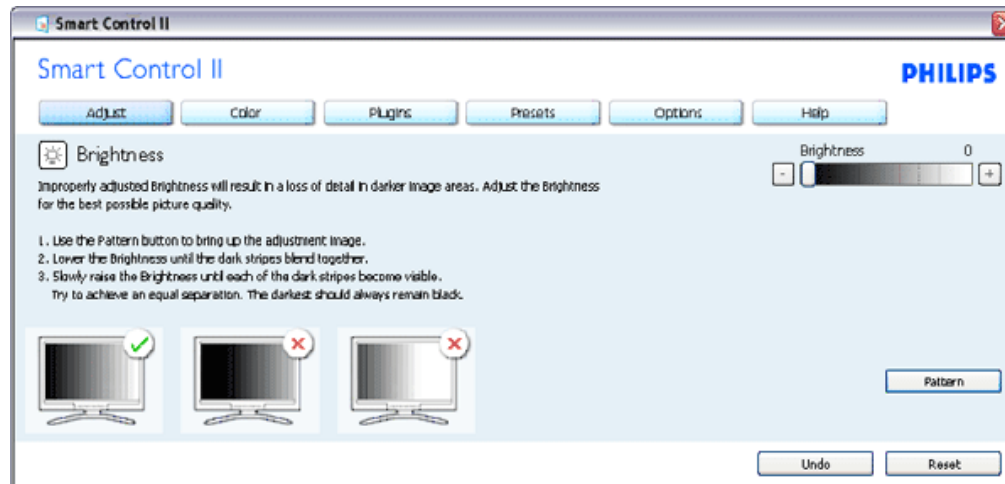 Smart Control II
Smart Control II
PHILIPS
Adjust Color Plugins Presets Options Help
Brightness
Brightness 0
- +
Improperly adjusted Brightness will result in a loss of detail in darker image areas. Adjust the Brightness
for the best possible picture quality.
1. Use the Pattern button to bring up the adjustment image.
2. Lower the Brightness until the dark stripes blend together.
3. Slowly raise the Brightness until each of the dark stripes become visible.
Try to achieve an equal separation. The darkest should always remain black.
Pattern
Undo Reset